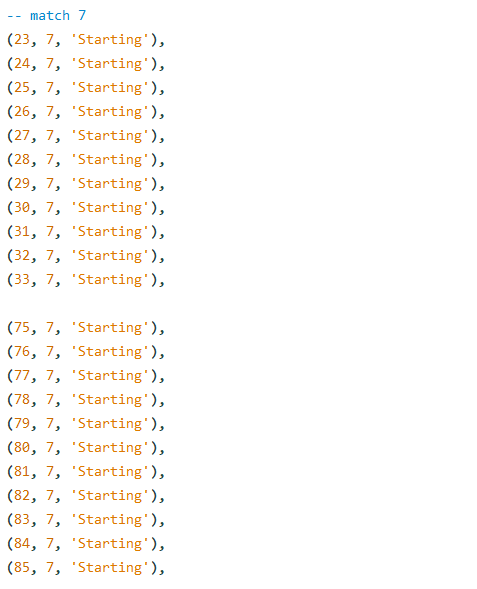 -- match 7
(23, 7, 'Starting'),
(24, 7, 'Starting'),
(25, 7, 'Starting'),
(26, 7, 'Starting'),
(27, 7, 'Starting'),
(28, 7, 'Starting'),
(29, 7, 'Starting'),
(30, 7, 'Starting'),
(31, 7, 'Starting'),
(32, 7, 'Starting'),
(33, 7, 'Starting'),

(75, 7, 'Starting'),
(76, 7, 'Starting'),
(77, 7, 'Starting'),
(78, 7, 'Starting'),
(79, 7, 'Starting'),
(80, 7, 'Starting'),
(81, 7, 'Starting'),
(82, 7, 'Starting'),
(83, 7, 'Starting'),
(84, 7, 'Starting'),
(85, 7, 'Starting'),